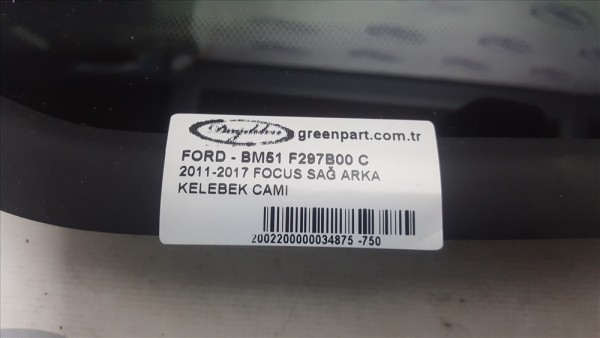 greenpart.com.tr
FORD - BM51 F297B00 C
2011-2017 FOCUS SAĞ ARKA
KELEBEK CAMI
2002200000034875 -750